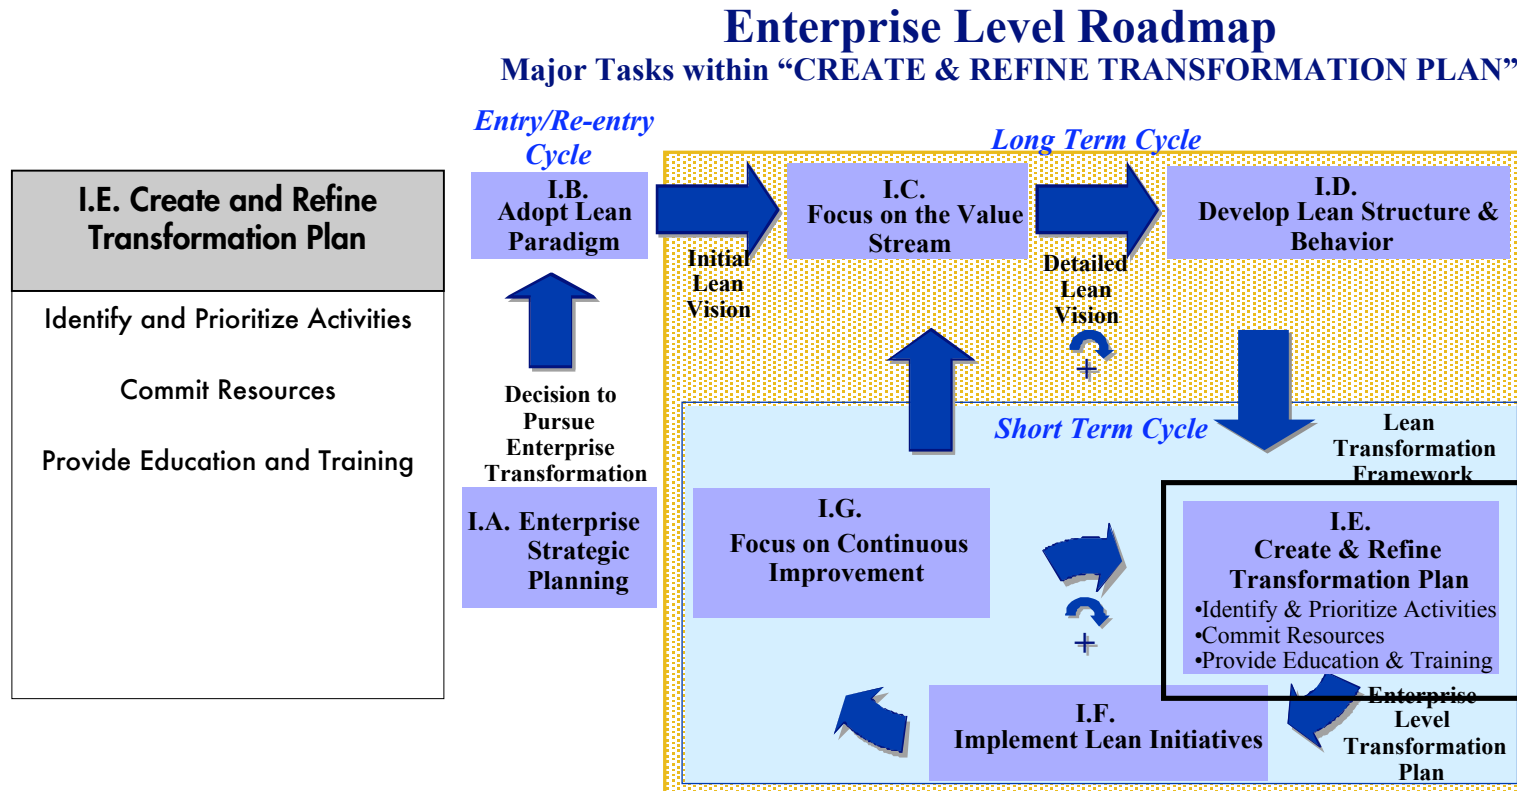 Enterprise Level Roadmap
Major Tasks within “CREATE & REFINE TRANSFORMATION PLAN”
I.E. Create and Refine
Transformation Plan
Identify and Prioritize Activities
Commit Resources
Provide Education and Training
Entry/Re-entry
Cycle
I.B.
Adopt Lean
Paradigm
Decision to
Pursue
Enterprise
Transformation
I.A. Enterprise
Strategic
Planning
Long Term Cycle
Initial
Lean
Vision
I.C.
Focus on the Value
Stream
Detailed
Lean
Vision
+
I.D.
Develop Lean Structure &
Behavior
Short Term Cycle
Lean
Transformation
Framework
I.G.
Focus on Continuous
Improvement
+
I.E.
Create & Refine
Transformation Plan
•Identify & Prioritize Activities
•Commit Resources
•Provide Education & Training
I.F.
Implement Lean Initiatives
Enterprise
Level
Transformation
Plan